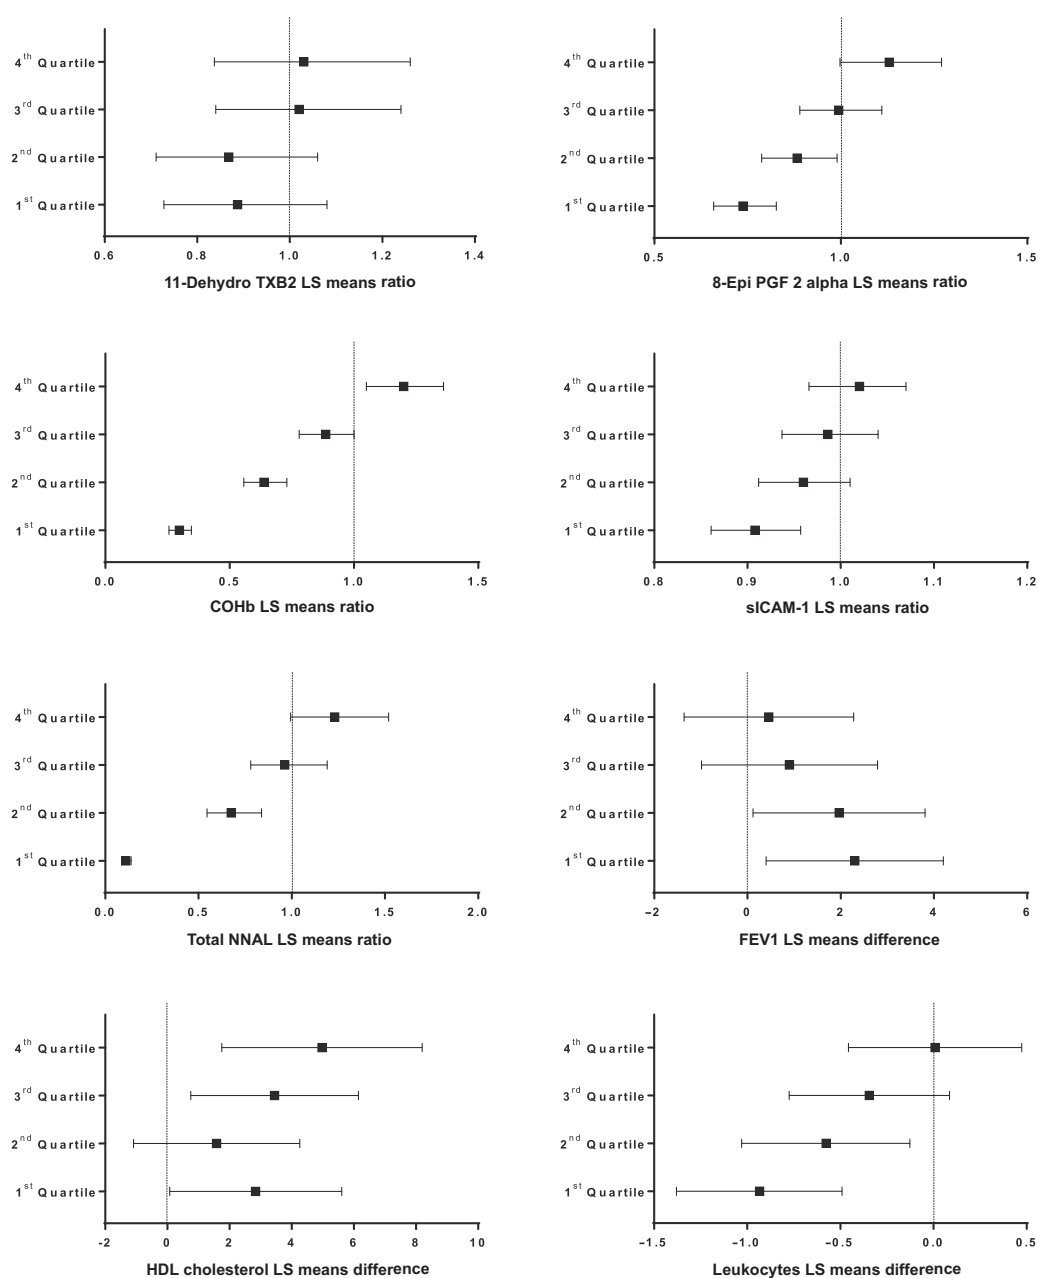 4th Quartile
3rd Quartile
2nd Quartile
1st Quartile
0.6 0.8 1.0 1.2 1.4
11-Dehydro TXB2 LS means ratio
4th Quartile
3rd Quartile
2nd Quartile
1st Quartile
0.5 1.0 1.5
8-Epi PGF 2 alpha LS means ratio
4th Quartile
3rd Quartile
2nd Quartile
1st Quartile
0.0 0.5 1.0 1.5
COHb LS means ratio
4th Quartile
3rd Quartile
2nd Quartile
1st Quartile
0.8 0.9 1.0 1.1 1.2
sICAM-1 LS means ratio
4th Quartile
3rd Quartile
2nd Quartile
1st Quartile
0.0 0.5 1.0 1.5 2.0
Total NNAL LS means ratio
4th Quartile
3rd Quartile
2nd Quartile
1st Quartile
−2 0 2 4 6
FEV1 LS means difference
4th Quartile
3rd Quartile
2nd Quartile
1st Quartile
-2 0 2 4 6 8 10
HDL cholesterol LS means difference
4th Quartile
3rd Quartile
2nd Quartile
1st Quartile
−1.5 −1.0 −0.5 0.0 0.5
Leukocytes LS means difference